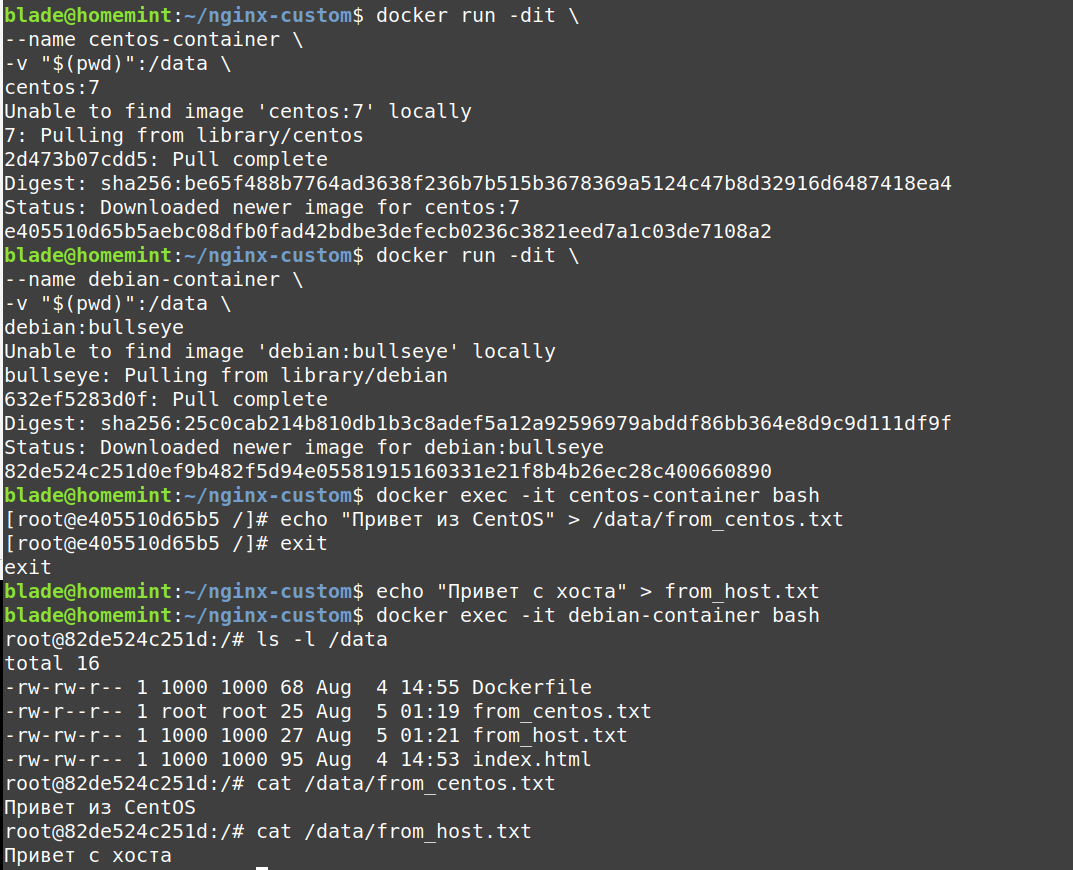 blade@homemint:~/nginx-custom$ docker run -dit \
--name centos-container \
-v "$(pwd)":/data \
centos:7
Unable to find image 'centos:7' locally
7: Pulling from library/centos
2d473b07cdd5: Pull complete
Digest: sha256:be65f488b7764ad3638f236b7b515b3678369a5124c47b8d32916d6487418ea4
Status: Downloaded newer image for centos:7
e405510d65b5aebc08dfb0fad42bdbe3defecb0236c3821eed7a1c03de7108a2
blade@homemint:~/nginx-custom$ docker run -dit \
--name debian-container \
-v "$(pwd)":/data \
debian:bullseye
Unable to find image 'debian:bullseye' locally
bullseye: Pulling from library/debian
632ef5283d0f: Pull complete
Digest: sha256:25c0cab214b810db1b3c8adef5a12a92596979abddf86bb364e8d9c9d111df9f
Status: Downloaded newer image for debian:bullseye
82de524c251d0ef9b482f5d94e05581915160331e21f8b4b26ec28c400660890
blade@homemint:~/nginx-custom$ docker exec -it centos-container bash
[root@e405510d65b5 /]# echo "Привет из CentOS" > /data/from_centos.txt
[root@e405510d65b5 /]# exit
exit
blade@homemint:~/nginx-custom$ echo "Привет с хоста" > from_host.txt
blade@homemint:~/nginx-custom$ docker exec -it debian-container bash
root@82de524c251d:/# ls -l /data
total 16
-rw-rw-r-- 1 1000 1000 68 Aug  4 14:55 Dockerfile
-rw-r--r-- 1 root root 25 Aug  5 01:19 from_centos.txt
-rw-rw-r-- 1 1000 1000 27 Aug  5 01:21 from_host.txt
-rw-rw-r-- 1 1000 1000 95 Aug  4 14:53 index.html
root@82de524c251d:/# cat /data/from_centos.txt
Привет из CentOS
root@82de524c251d:/# cat /data/from_host.txt
Привет с хоста